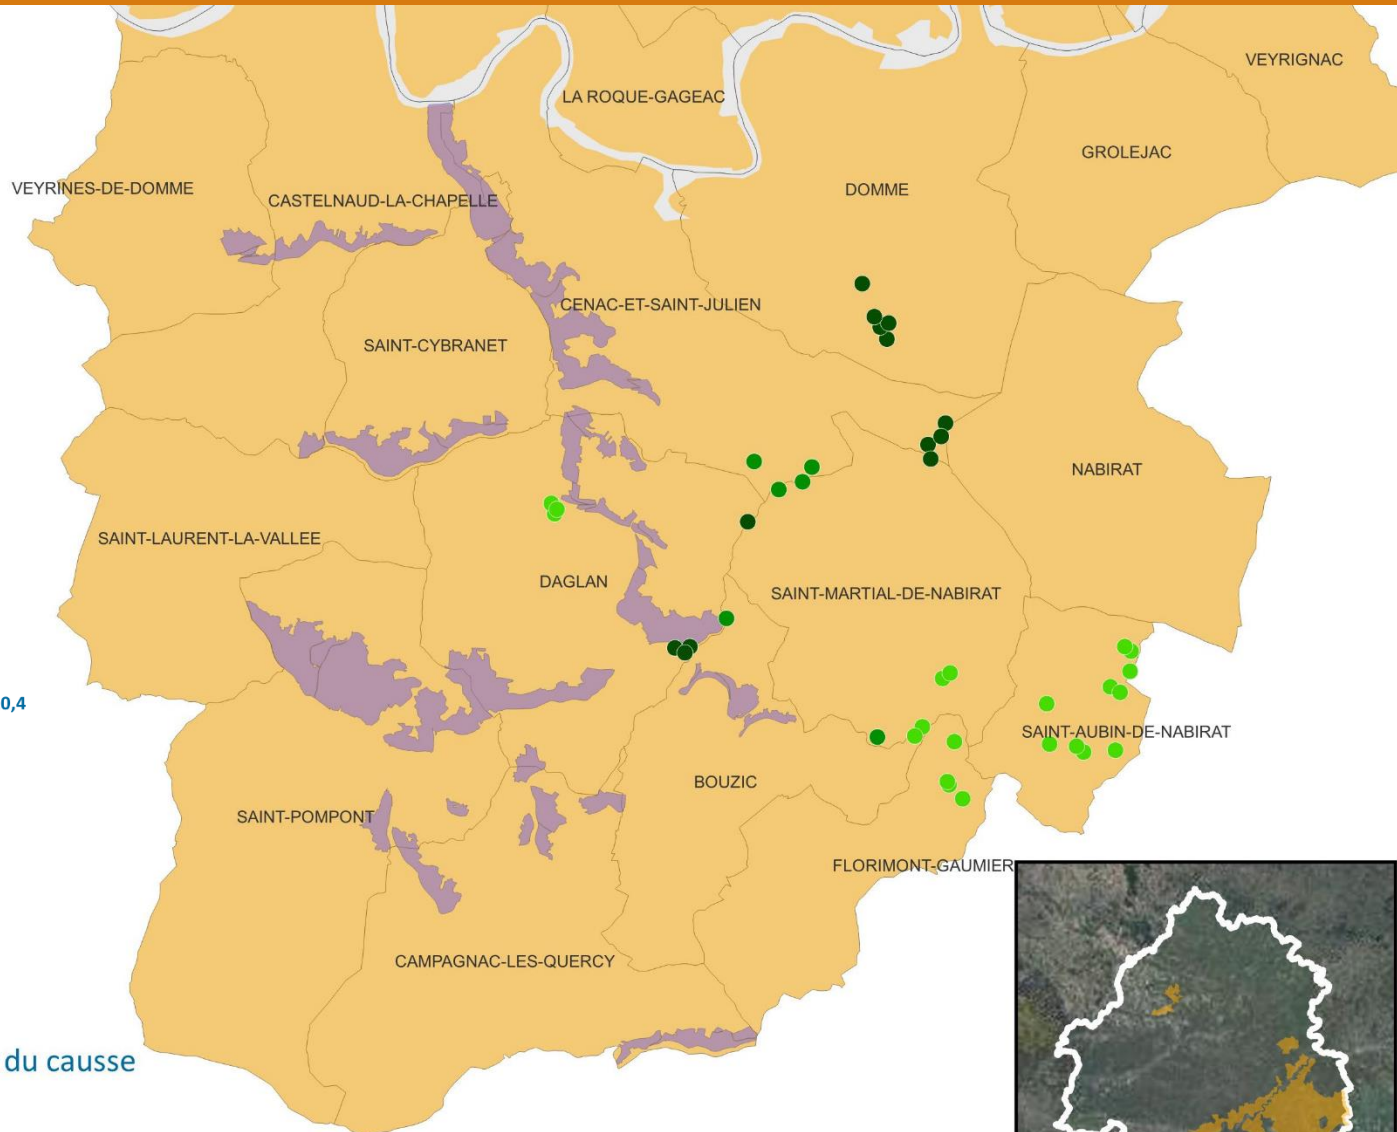 VEYRIGNAC
LA ROQUE-GAGEAC
GROLEJAC
VEYRINES-DE-DOMME
DOMME
CASTELNAUD-LA-CHAPELLE
CENAC-ET-SAINT-JULIEN
SAINT-CYBRANET
NABIRAT
SAINT-LAURENT-LA-VALLEE
DAGLAN
SAINT-MARTIAL-DE-NABIRAT
0,4
SAINT-AUBIN-DE-NABIRAT
BOUZIC
SAINT-POMPONT
FLORIMONT-GAUMIER
CAMPAGNAC-LES-QUERCY
du causse